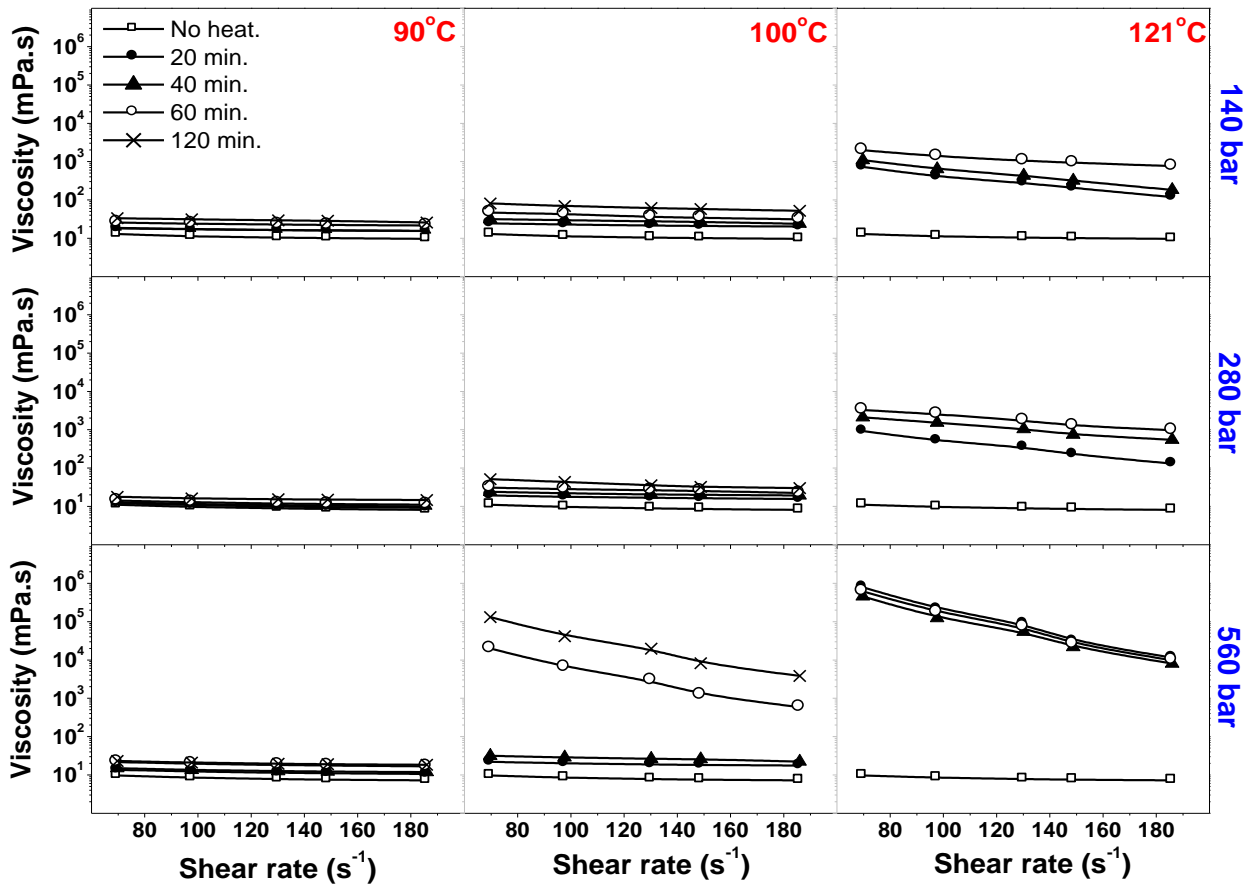 No heat.
20 min.
40 min.
60 min.
120 min.
90°C
100°C
121°C
140 bar
280 bar
560 bar
Viscosity (mPa.s)
10⁶
10⁵
10⁴
10³
10²
10¹
Viscosity (mPa.s)
10⁶
10⁵
10⁴
10³
10²
10¹
Viscosity (mPa.s)
10⁶
10⁵
10⁴
10³
10²
10¹
80 100 120 140 160 180
80 100 120 140 160 180
80 100 120 140 160 180
Shear rate (s⁻¹)
Shear rate (s⁻¹)
Shear rate (s⁻¹)